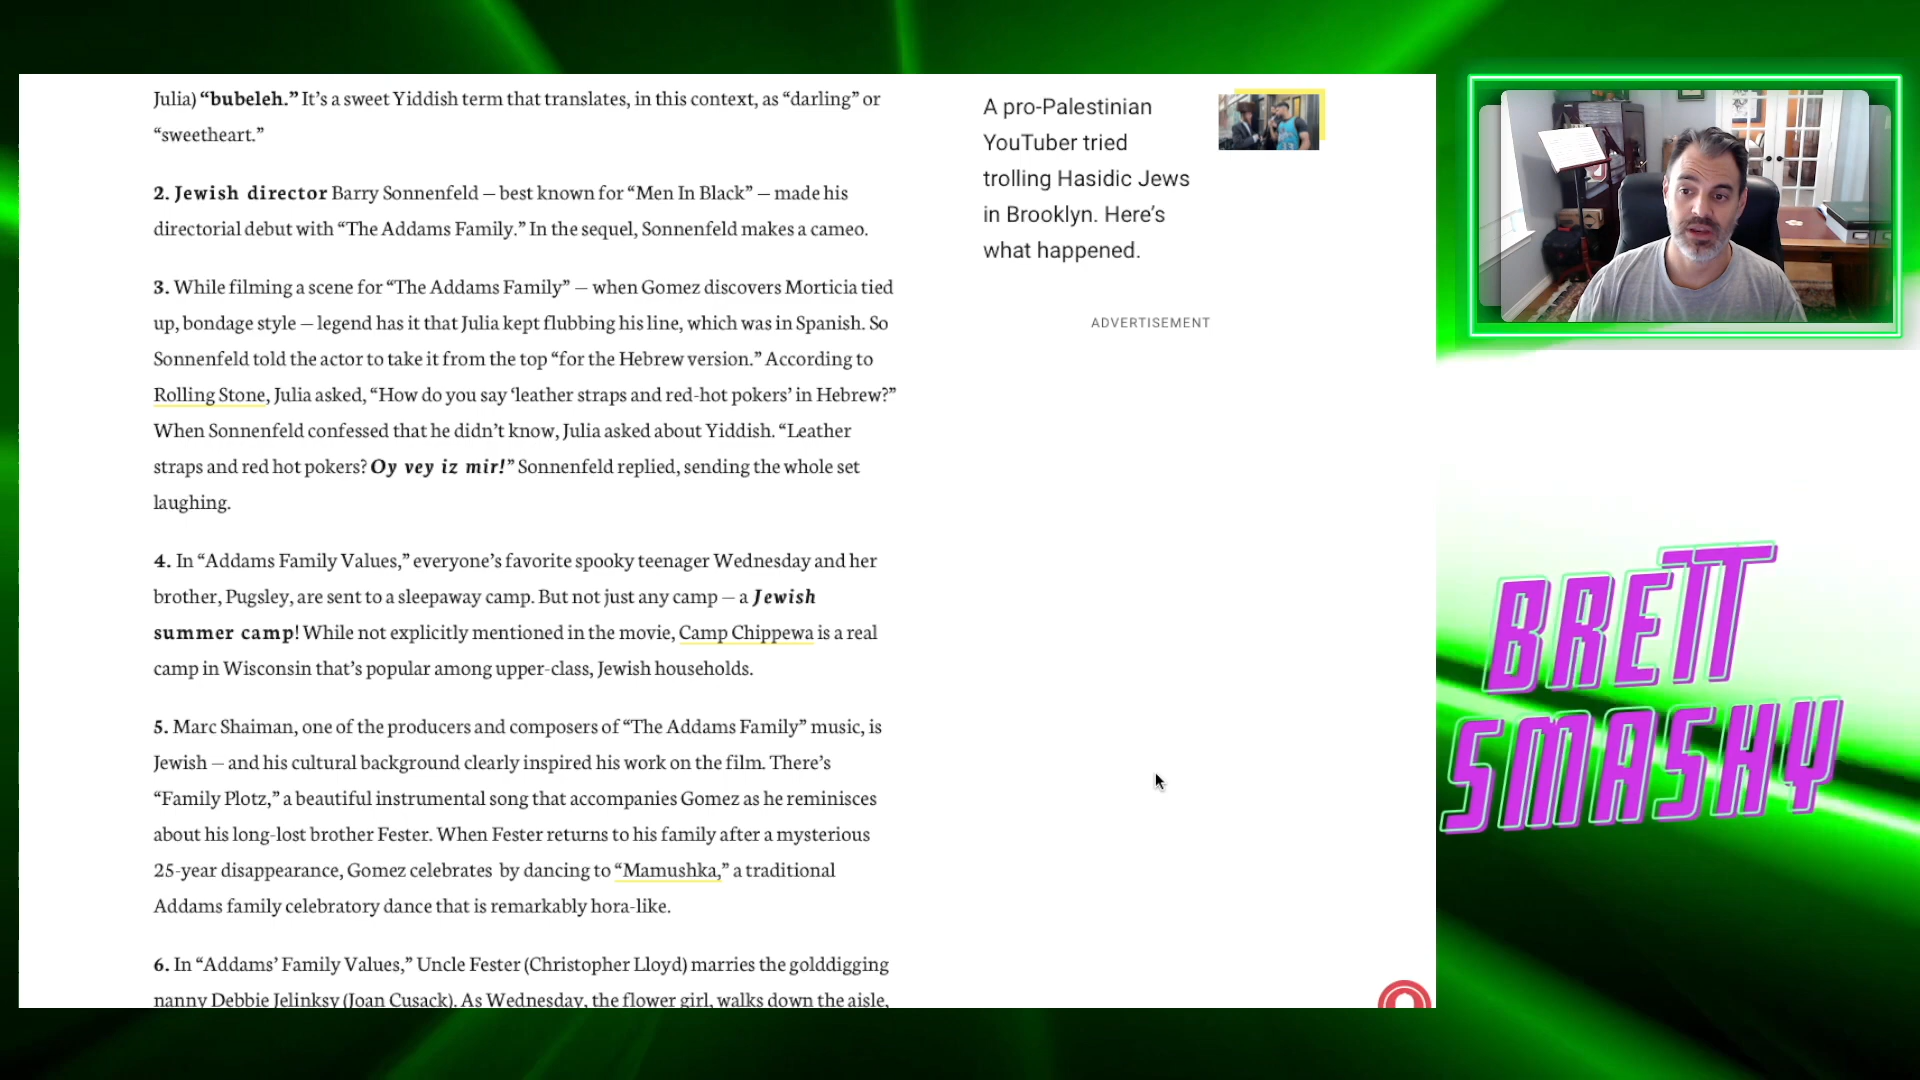 Julia) “bubeleh.” It’s a sweet Yiddish term that translates, in this context, as “darling” or
“sweetheart.”
2. Jewish director Barry Sonnenfeld — best known for “Men In Black” — made his
directorial debut with “The Addams Family.” In the sequel, Sonnenfeld makes a cameo.
3. While filming a scene for “The Addams Family” — when Gomez discovers Morticia tied
up, bondage style — legend has it that Julia kept flubbing his line, which was in Spanish. So
Sonnenfeld told the actor to take it from the top “for the Hebrew version.” According to
Rolling Stone, Julia asked, “How do you say ‘leather straps and red-hot pokers’ in Hebrew?”
When Sonnenfeld confessed that he didn’t know, Julia asked about Yiddish. “Leather
straps and red hot pokers? Oy vey iz mir!” Sonnenfeld replied, sending the whole set
laughing.
4. In “Addams Family Values,” everyone’s favorite spooky teenager Wednesday and her
brother, Pugsley, are sent to a sleepaway camp. But not just any camp — a Jewish
summer camp! While not explicitly mentioned in the movie, Camp Chippewa is a real
camp in Wisconsin that’s popular among upper-class, Jewish households.
5. Marc Shaiman, one of the producers and composers of “The Addams Family” music, is
Jewish — and his cultural background clearly inspired his work on the film. There’s
“Family Plotz,” a beautiful instrumental song that accompanies Gomez as he reminisces
about his long-lost brother Fester. When Fester returns to his family after a mysterious
25-year disappearance, Gomez celebrates by dancing to “Mamushka,” a traditional
Addams family celebratory dance that is remarkably hora-like.
6. In “Addams’ Family Values,” Uncle Fester (Christopher Lloyd) marries the golddigging
nanny Debbie Jelinksy (Joan Cusack). As Wednesday, the flower girl, walks down the aisle,
A pro-Palestinian
YouTuber tried
trolling Hasidic Jews
in Brooklyn. Here’s
what happened.
ADVERTISEMENT
BRETT
SMASHY